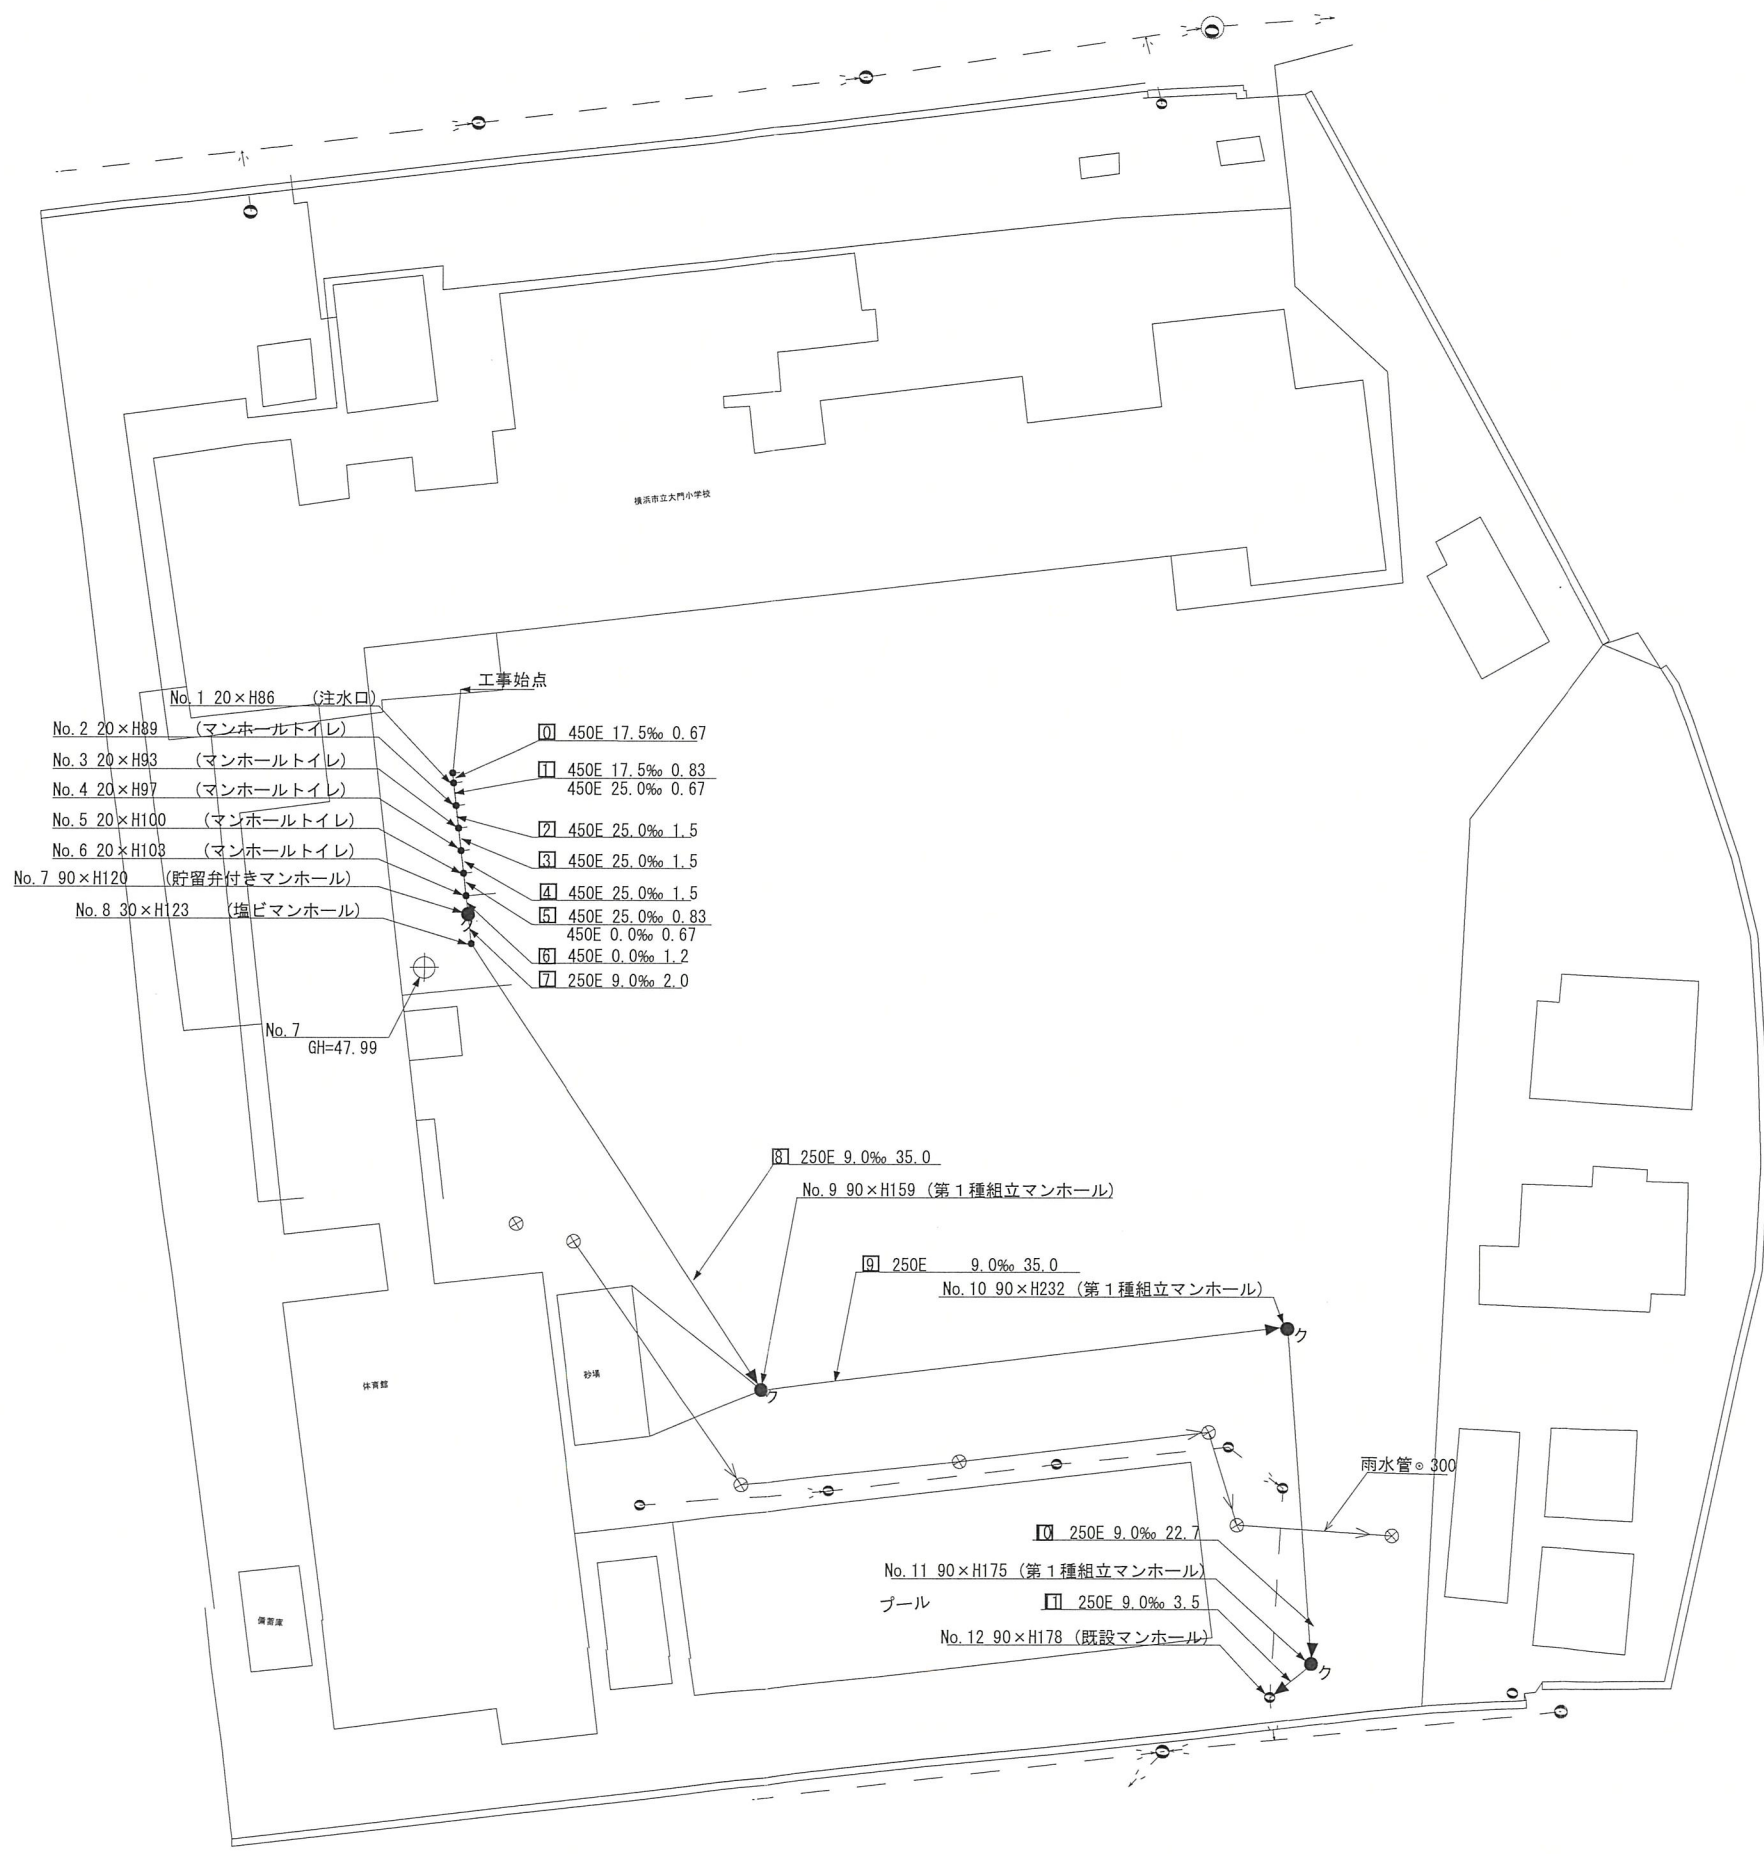 横浜市立大門小学校
工事始点
No.1 20×H86 (注水口)
No.2 20×H89 (マンホールトイレ)
No.3 20×H93 (マンホールトイレ)
No.4 20×H97 (マンホールトイレ)
No.5 20×H100 (マンホールトイレ)
No.6 20×H103 (マンホールトイレ)
No.7 90×H120 (貯留弁付きマンホール)
No.8 30×H123 (塩ビマンホール)
0 450E 17.5‰ 0.67
1 450E 17.5‰ 0.83
450E 25.0‰ 0.67
2 450E 25.0‰ 1.5
3 450E 25.0‰ 1.5
4 450E 25.0‰ 1.5
5 450E 25.0‰ 0.83
450E 0.0‰ 0.67
6 450E 0.0‰ 1.2
7 250E 9.0‰ 2.0
ク
No.7
GH=47.99
8 250E 9.0‰ 35.0
No.9 90×H159 (第1種組立マンホール)
9 250E 9.0‰ 35.0
No.10 90×H232 (第1種組立マンホール)
ク
砂場
体育館
ク
雨水管⊙300
10 250E 9.0‰ 22.7
No.11 90×H175 (第1種組立マンホール)
プール
11 250E 9.0‰ 3.5
備蓄庫
No.12 90×H178 (既設マンホール)
ク